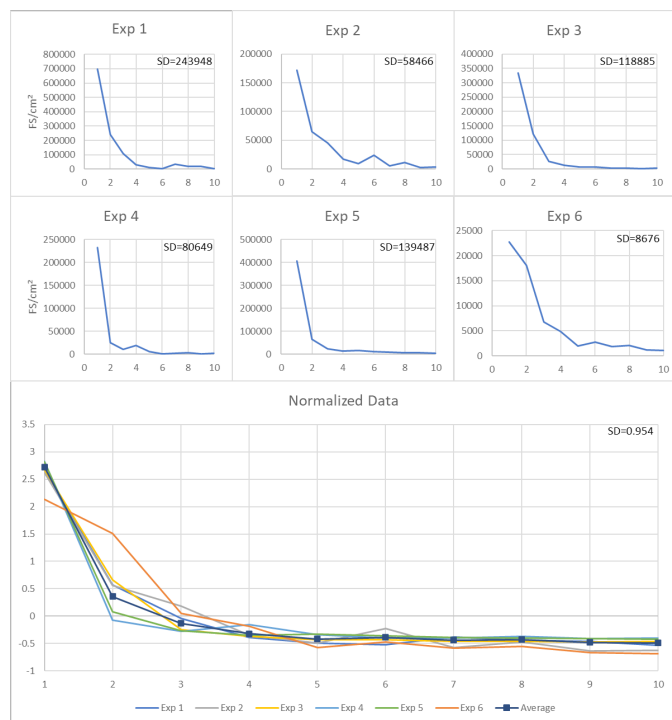 Exp 1
SD=243948
FS/cm²
800000
700000
600000
500000
400000
300000
200000
100000
0
0 2 4 6 8 10
Exp 2
SD=58466
200000
150000
100000
50000
0
0 2 4 6 8 10
Exp 3
SD=118885
400000
350000
300000
250000
200000
150000
100000
50000
0
0 2 4 6 8 10
Exp 4
SD=80649
FS/cm²
250000
200000
150000
100000
50000
0
0 2 4 6 8 10
Exp 5
SD=139487
500000
400000
300000
200000
100000
0
0 2 4 6 8 10
Exp 6
SD=8676
25000
20000
15000
10000
5000
0
0 2 4 6 8 10
Normalized Data
SD=0.954
3.5
3
2.5
2
1.5
1
0.5
0
-0.5
-1
1 2 3 4 5 6 7 8 9 10
Exp 1 Exp 2 Exp 3 Exp 4 Exp 5 Exp 6 Average